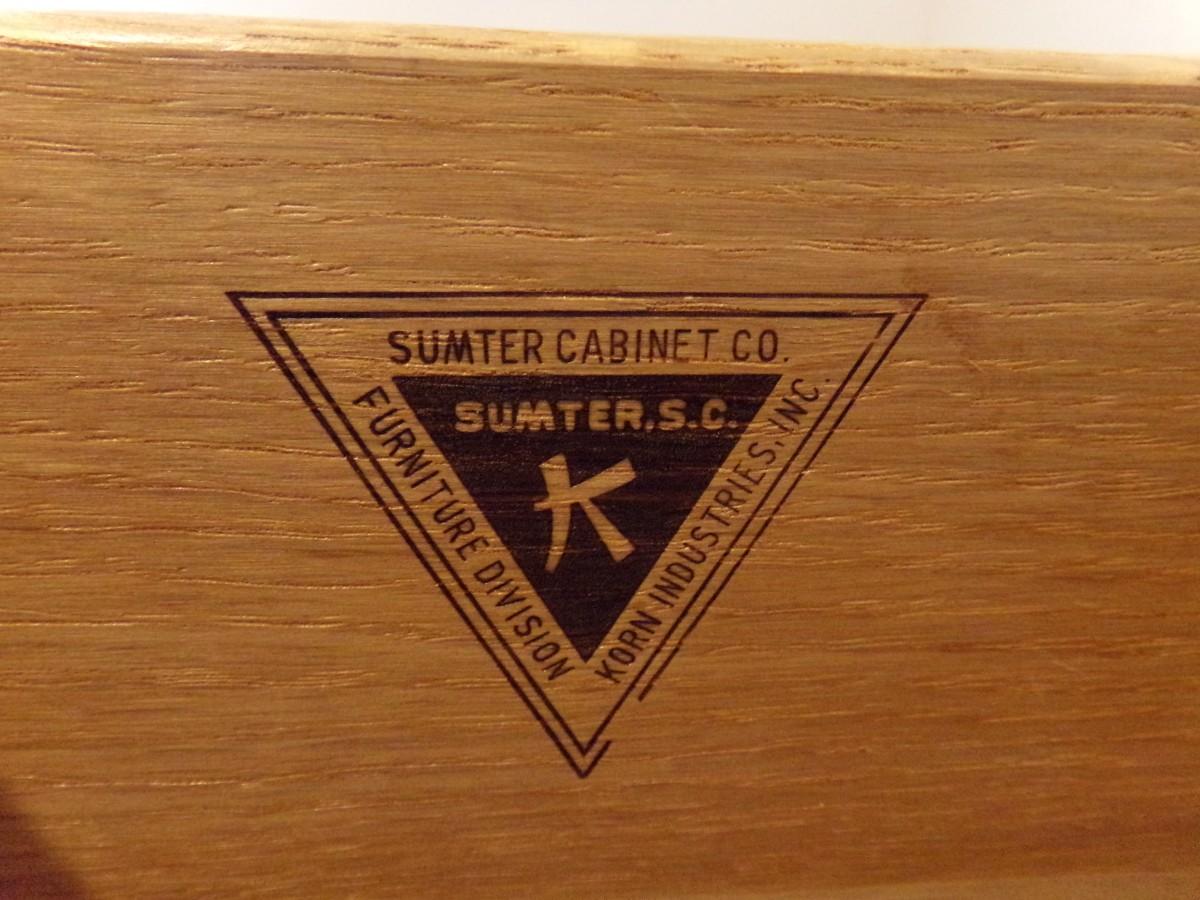 SUMTER CABINET CO.
SUMTER, S.C.
K
FURNITURE DIVISION
KORN INDUSTRIES, INC.